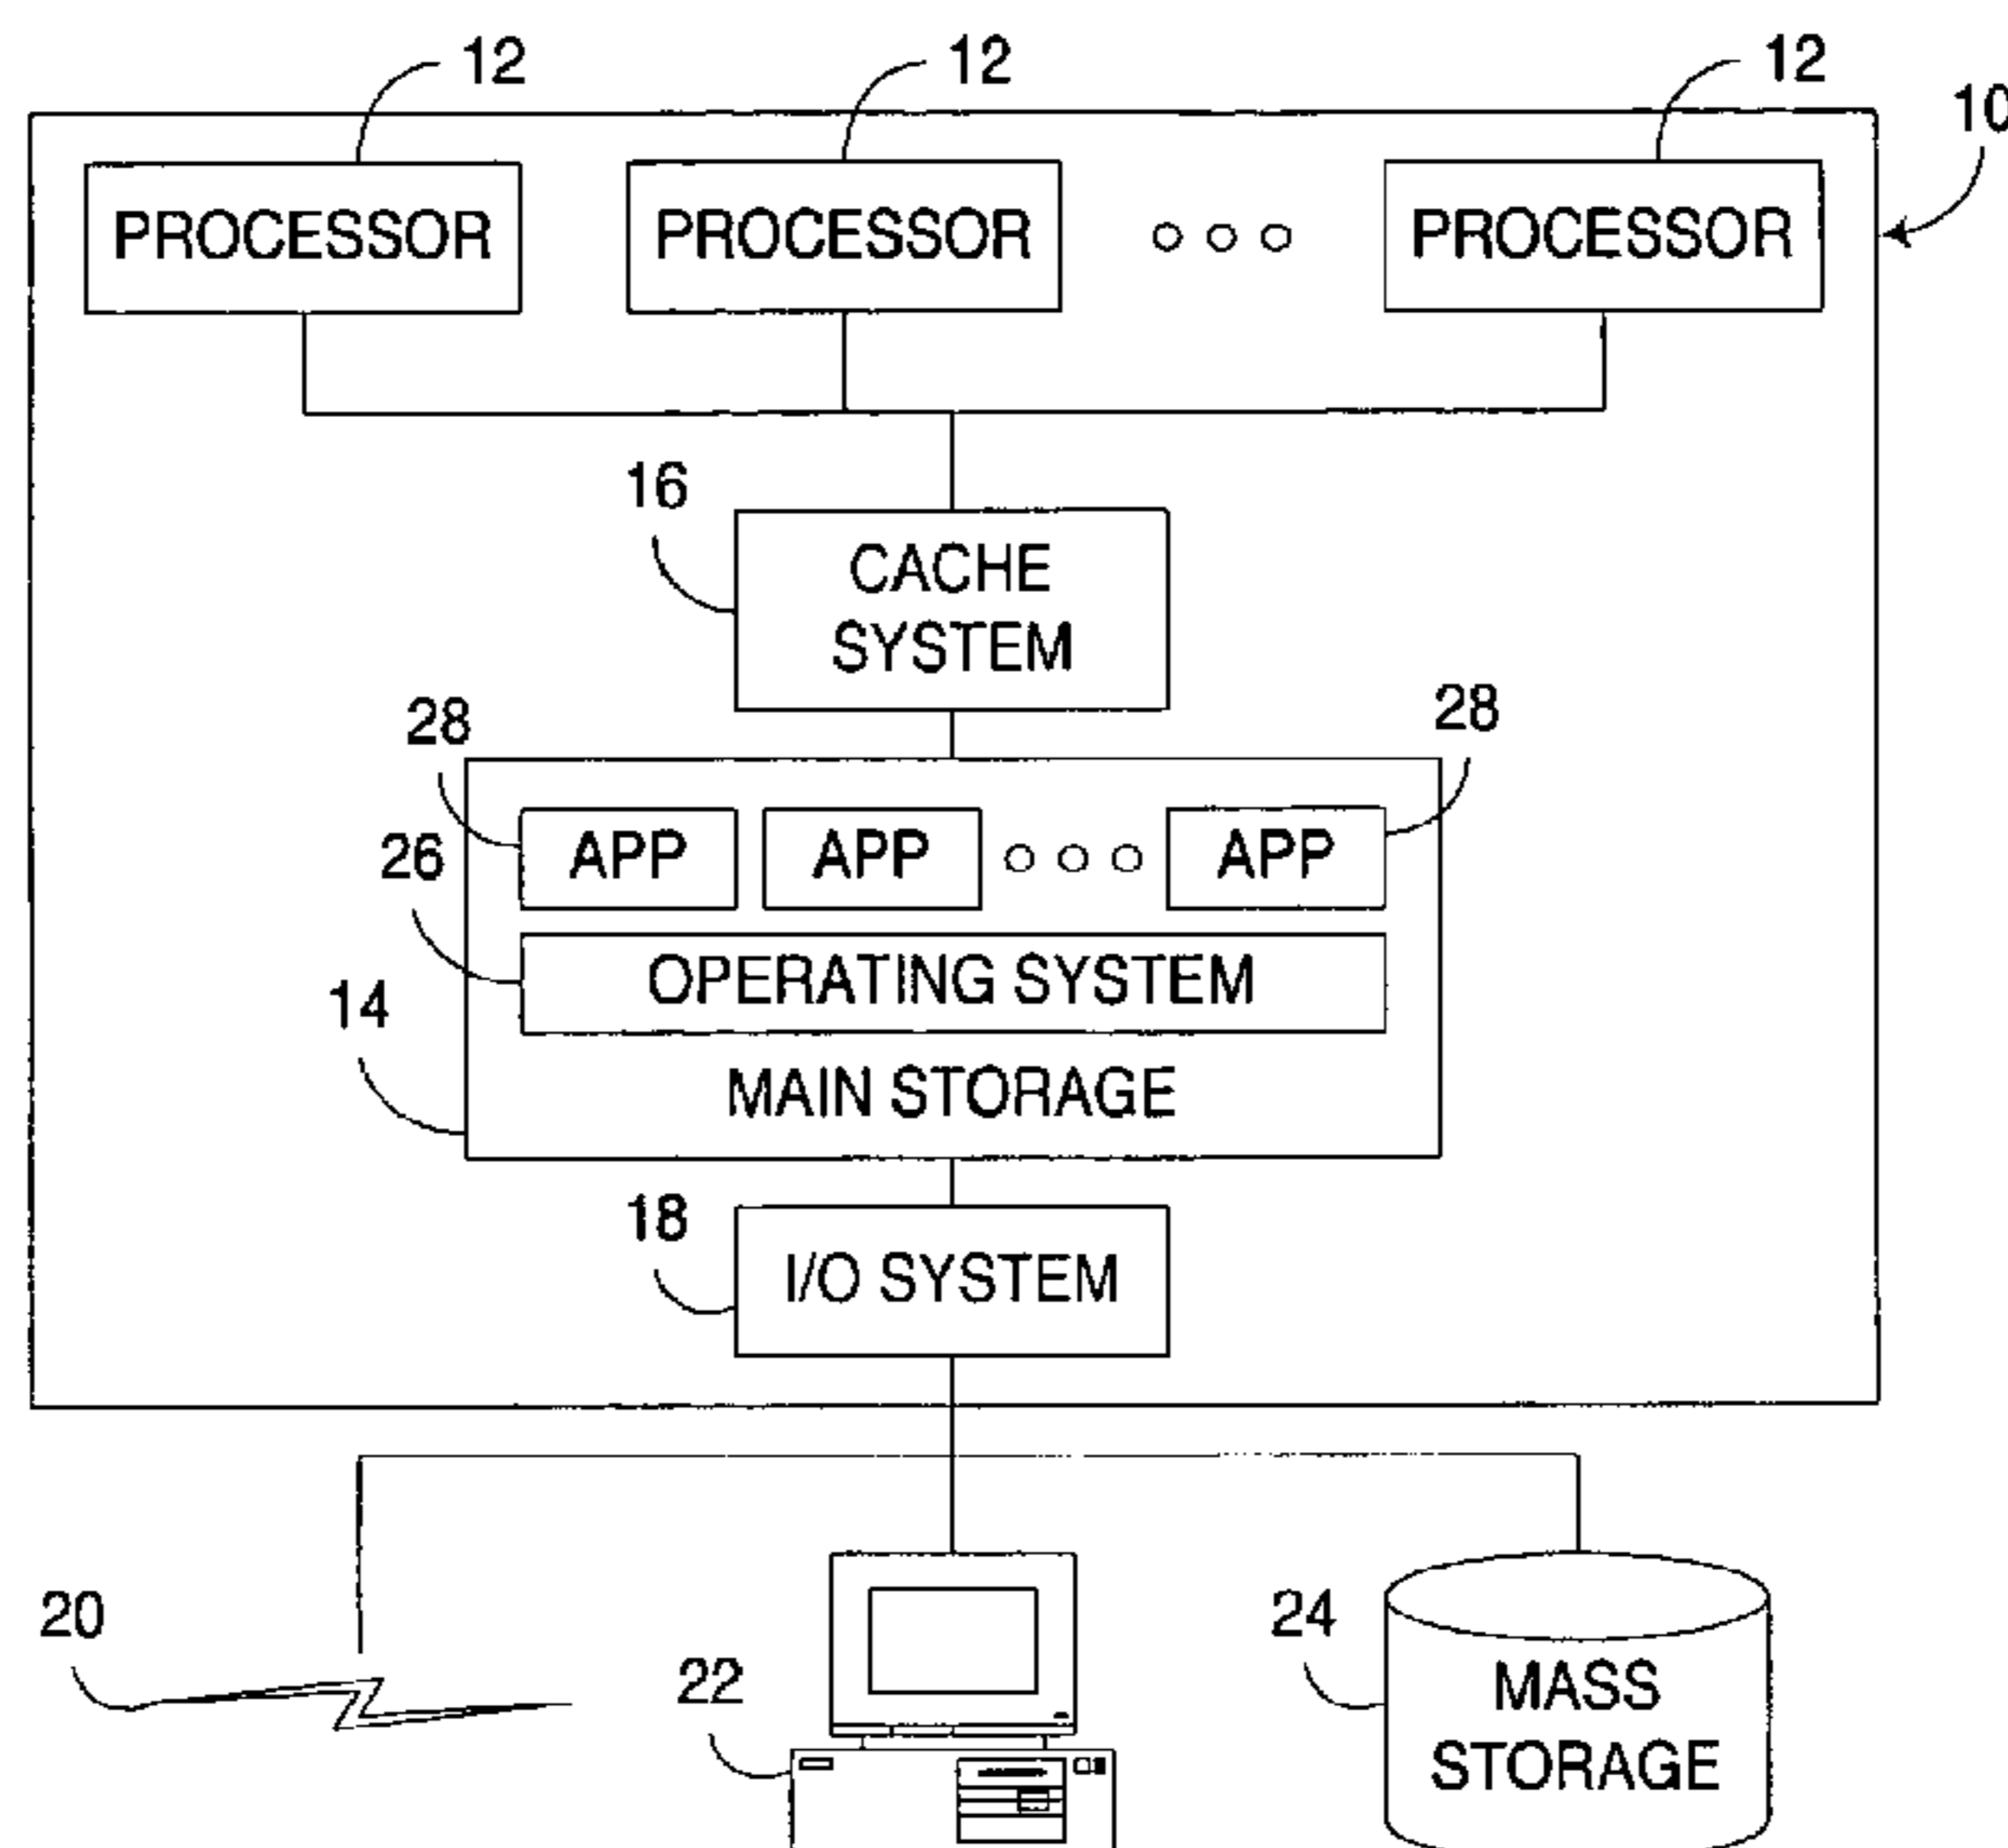 12 12 12
10
PROCESSOR PROCESSOR PROCESSOR
16
CACHE
SYSTEM
28 28
APP APP APP
26
OPERATING SYSTEM
14
MAIN STORAGE
18
I/O SYSTEM
20
22
24
MASS
STORAGE